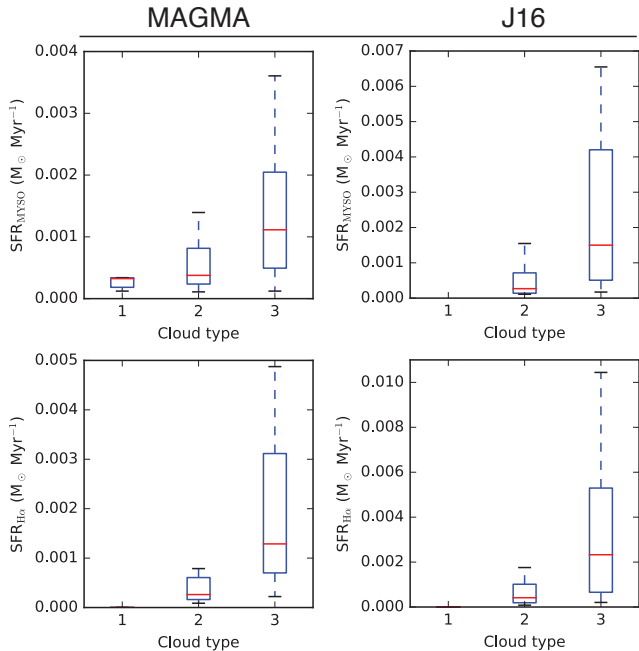 MAGMA J16
0.004
0.003
0.002
0.001
0.000
SFR_MYSO (M⊙ Myr⁻¹)
1 2 3
Cloud type
0.007
0.006
0.005
0.004
0.003
0.002
0.001
0.000
SFR_MYSO (M⊙ Myr⁻¹)
1 2 3
Cloud type
0.005
0.004
0.003
0.002
0.001
0.000
SFR_Hα (M⊙ Myr⁻¹)
1 2 3
Cloud type
0.010
0.008
0.006
0.004
0.002
0.000
SFR_Hα (M⊙ Myr⁻¹)
1 2 3
Cloud type